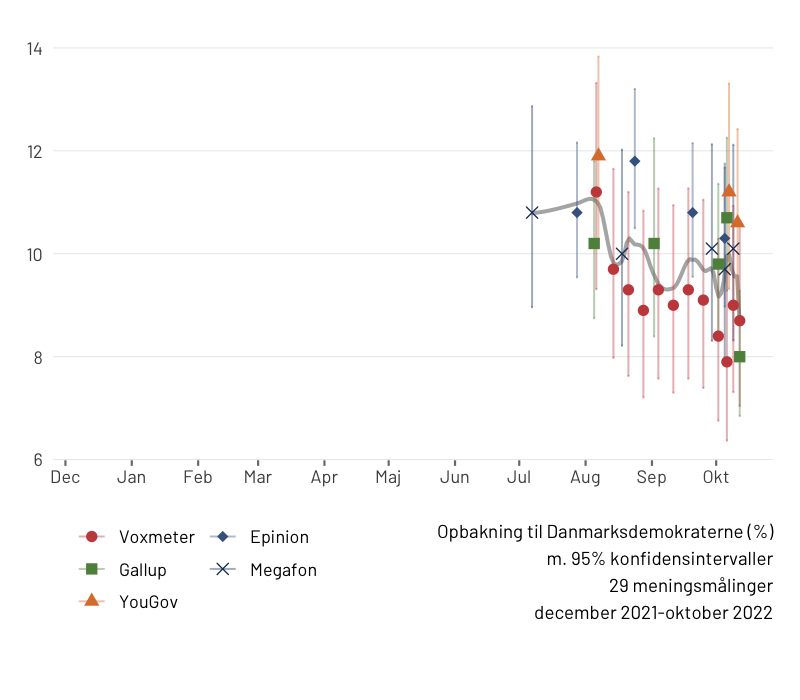 14
12
10
8
6
Dec Jan Feb Mar Apr Maj Jun Jul Aug Sep Okt
Voxmeter Epinion
Gallup Megafon
YouGov
Opbakning til Danmarksdemokraterne (%)
m. 95% konfidensintervaller
29 meningsmålinger
december 2021-oktober 2022